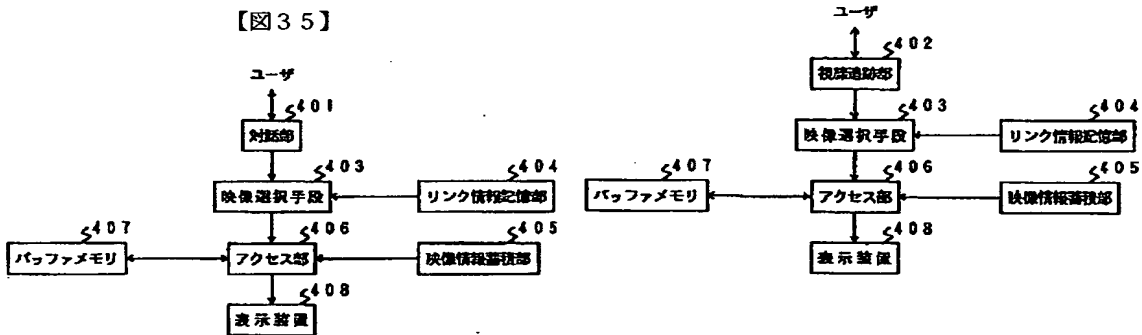 【図35】
ユーザ
401
対話部
403
映像選択手段
404
リンク情報記憶部
407
バッファメモリ
406
アクセス部
405
映像情報蓄積部
408
表示装置
ユーザ
402
視線追跡部
403
映像選択手段
404
リンク情報記憶部
407
バッファメモリ
406
アクセス部
405
映像情報蓄積部
408
表示装置